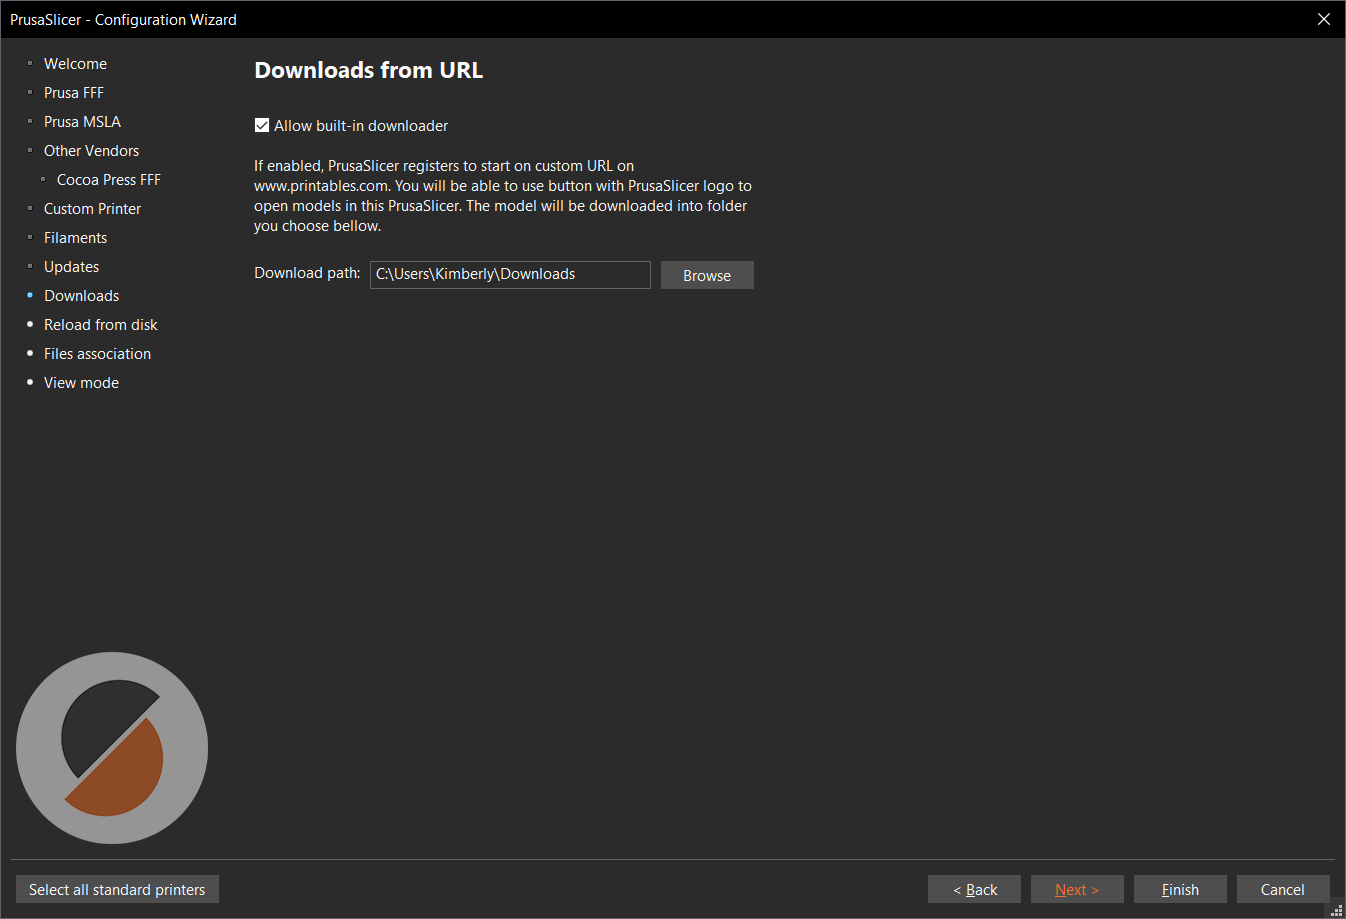 PrusaSlicer - Configuration Wizard
Welcome
Prusa FFF
Prusa MSLA
Other Vendors
Cocoa Press FFF
Custom Printer
Filaments
Updates
Downloads
Reload from disk
Files association
View mode
Downloads from URL
Allow built-in downloader
If enabled, PrusaSlicer registers to start on custom URL on
www.printables.com. You will be able to use button with PrusaSlicer logo to
open models in this PrusaSlicer. The model will be downloaded into folder
you choose bellow.
Download path: C:\Users\Kimberly\Downloads Browse
Select all standard printers < Back Next > Finish Cancel